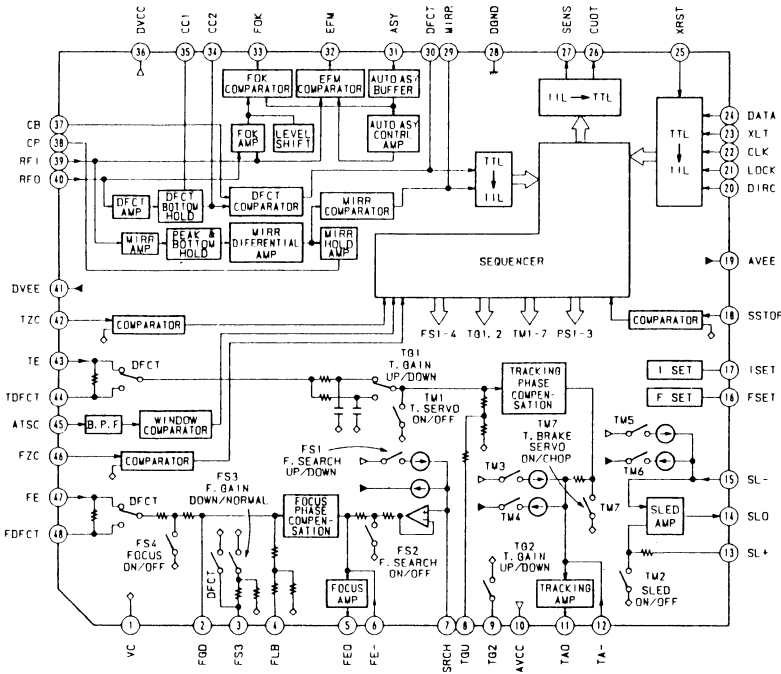 DVCC
CC1
CC2
FOK
EFM
ASY
DFCT
MIRR
DGND
SENS
CUOT
XRST
36
35
34
33
32
31
30
29
28
27
26
25
FOK
COMPARATOR
EFM
COMPARATOR
AUTO ASY
BUFFER
IIL → TTL
CB
37
CP
38
RFI
39
RFO
40
FOK
AMP
LEVEL
SHIFT
AUTO ASY
CONTRL
AMP
TTL
↓
IIL
TTL
↓
IIL
24
DATA
23
XLT
22
CLK
21
LOCK
20
DIRC
DFCT
AMP
DFCT
BOTTOM
HOLD
DFCT
COMPARATOR
MIRR
COMPARATOR
MIRR
AMP
PEAK &
BOTTOM
HOLD
MIRR
DIFFERENTIAL
AMP
MIRR
HOLD
AMP
SEQUENCER
19
AVEE
DVEE
41
FS1-4
TG1.2
TM1-7
PS1-3
TZC
42
COMPARATOR
COMPARATOR
18
SSTOF
TE
43
DFCT
TG1
T. GAIN
UP/DOWN
TRACKING
PHASE
COMPEN-
SATION
I SET
17
ISET
TDFCT
44
TM1
T. SERVO
ON/OFF
F SET
16
FSET
ATSC
45
B.P.F
WINDOW
COMPARATOR
FS1
F. SEARCH
UP/DOWN
TM7
T. BRAKE
SERVO
ON/CHOP
TM5
FZC
46
COMPARATOR
TM3
TM6
FE
47
DFCT
FS3
F. GAIN
DOWN/NORMAL
FOCUS
PHASE
COMPEN-
SATION
TM4
TM7
15
SL-
FDFCT
48
SLED
AMP
14
SLO
FS4
FOCUS
ON/OFF
FS2
F. SEARCH
ON/OFF
TG2
T. GAIN
UP/DOWN
13
SL+
DFCT
FOCUS
AMP
TRACKING
AMP
TM2
SLED
ON/OFF
1
2
3
4
5
6
7
8
9
10
11
12
VC
FGD
FS3
FLB
FEO
FE-
SRCH
TGU
TG2
AVCC
TAO
TA-